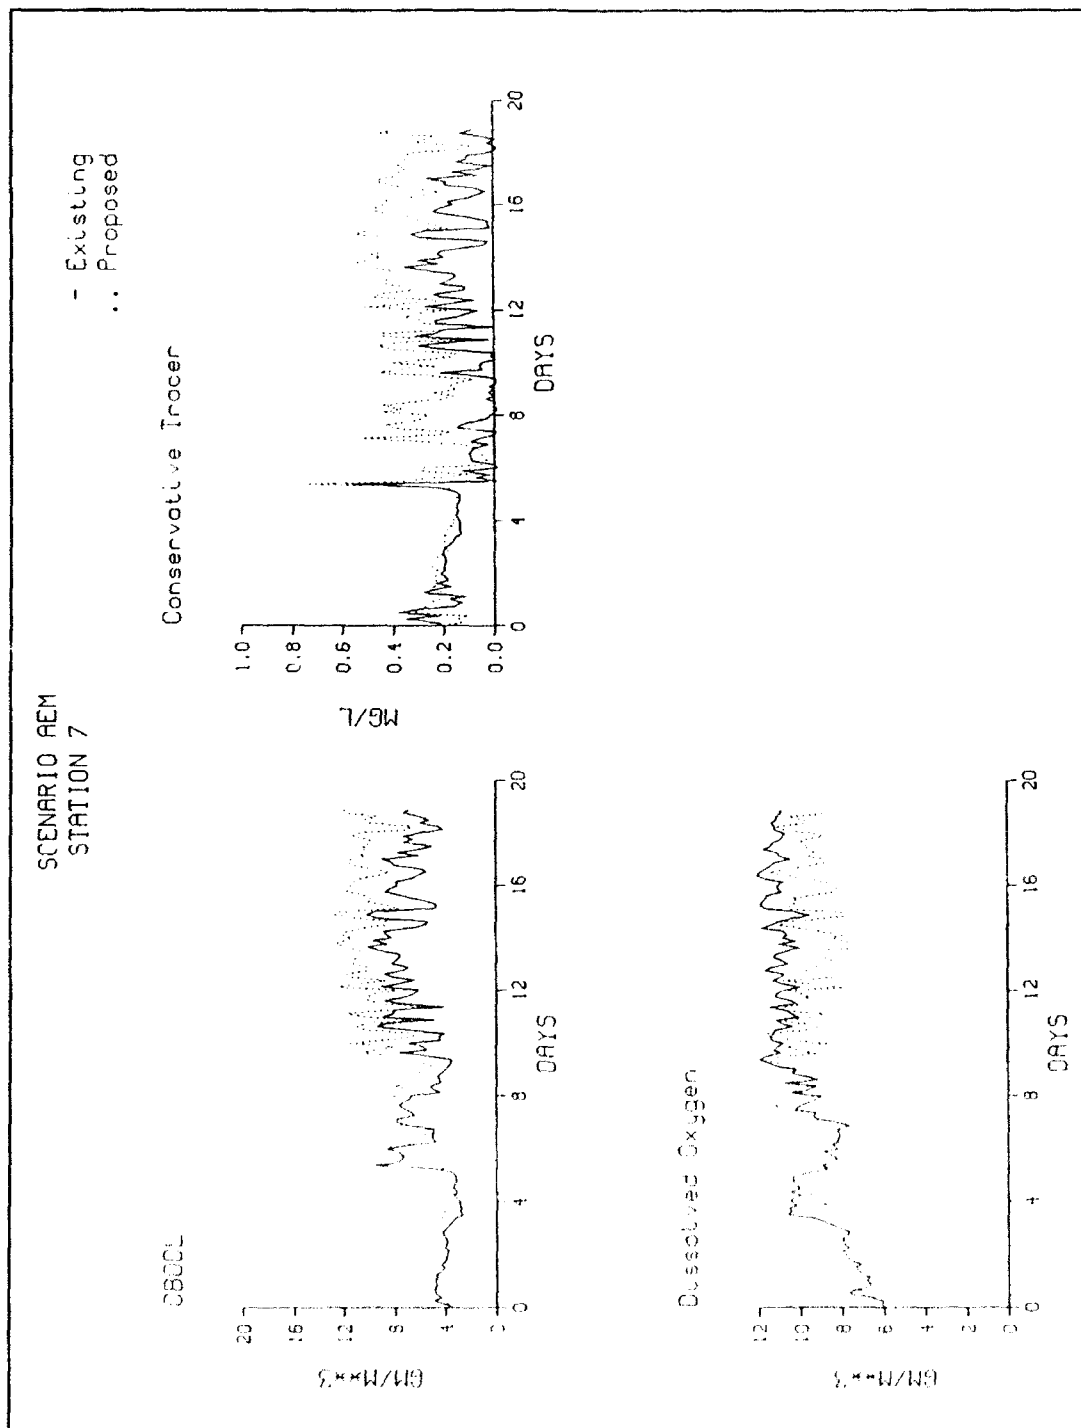 SCENARIO AEM
STATION 7
- Existing
.. Proposed
CBODL
GM/M**3
20
12
8
4
0
0 4 8 12 16 20
DAYS
Conservative Tracer
MG/L
1.0
0.8
0.6
0.4
0.2
0.0
0 4 8 12 16 20
DAYS
Dissolved Oxygen
GM/M**3
12
10
8
6
4
2
0
0 4 8 12 16 20
DAYS